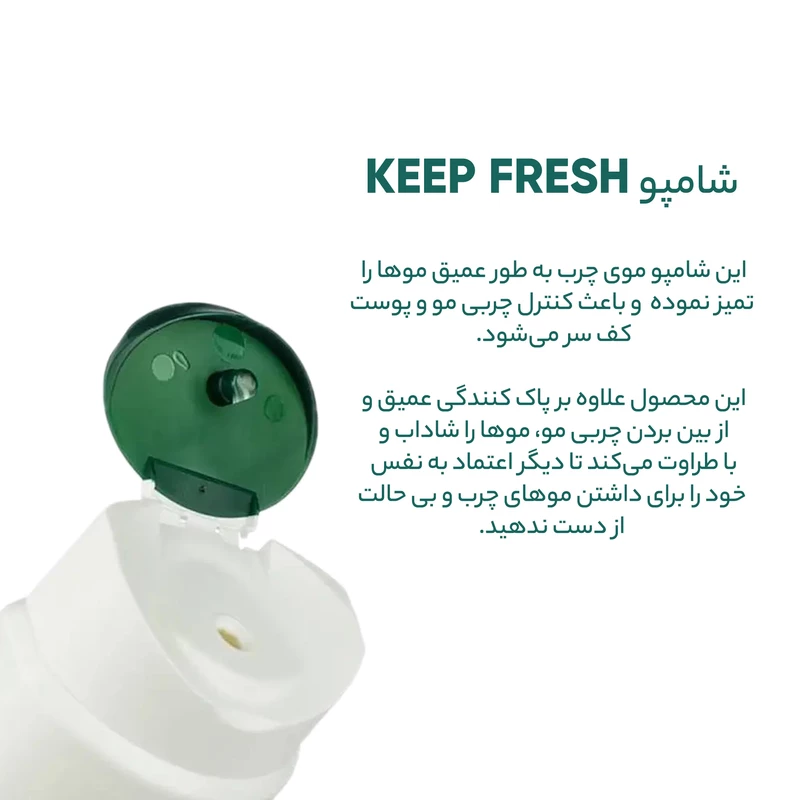 شامپو KEEP FRESH
این شامپو موی چرب به طور عمیق موها را
تمیز نموده و باعث کنترل چربی مو و پوست
کف سر می‌شود.
این محصول علاوه بر پاک کنندگی عمیق و
از بین بردن چربی مو، موها را شاداب و
با طراوت می‌کند تا دیگر اعتماد به نفس
خود را برای داشتن موهای چرب و بی حالت
از دست ندهید.